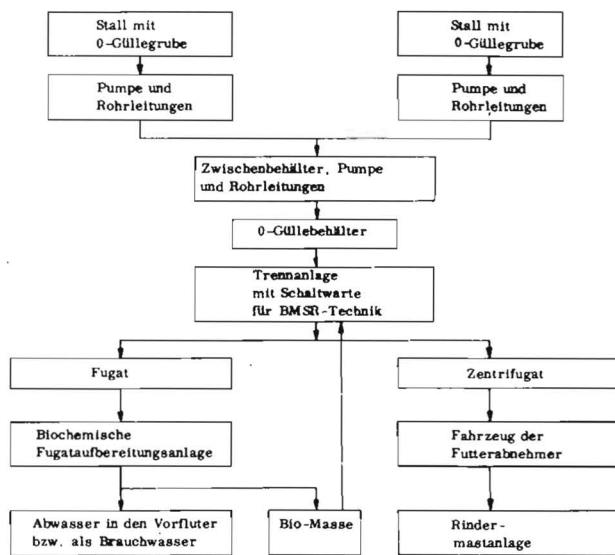 Stall mit
0-Güllegrube
Stall mit
0-Güllegrube
Pumpe und
Rohrleitungen
Pumpe und
Rohrleitungen
Zwischenbehälter, Pumpe
und Rohrleitungen
0-Güllebehälter
Trennanlage
mit Schaltwarte
für BMSR-Technik
Fugat
Zentrifugat
Biochemische
Fugataufbereitungsanlage
Fahrzeug der
Futterabnehmer
Abwasser in den Vorfluter
bzw. als Brauchwasser
Bio-Masse
Rinder-
mastanlage